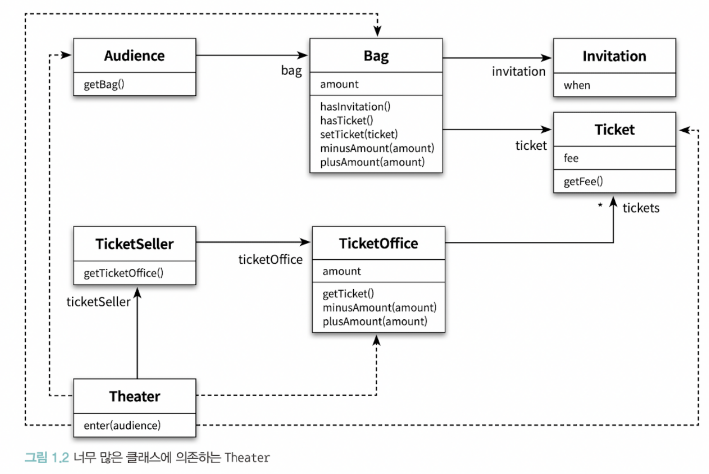 Audience
getBag()
bag
Bag
amount
hasInvitation()
hasTicket()
setTicket(ticket)
minusAmount(amount)
plusAmount(amount)
invitation
Invitation
when
ticket
Ticket
fee
getFee()
* tickets
TicketSeller
getTicketOffice()
ticketOffice
TicketOffice
amount
getTicket()
minusAmount(amount)
plusAmount(amount)
ticketSeller
Theater
enter(audience)
그림 1.2 너무 많은 클래스에 의존하는 Theater